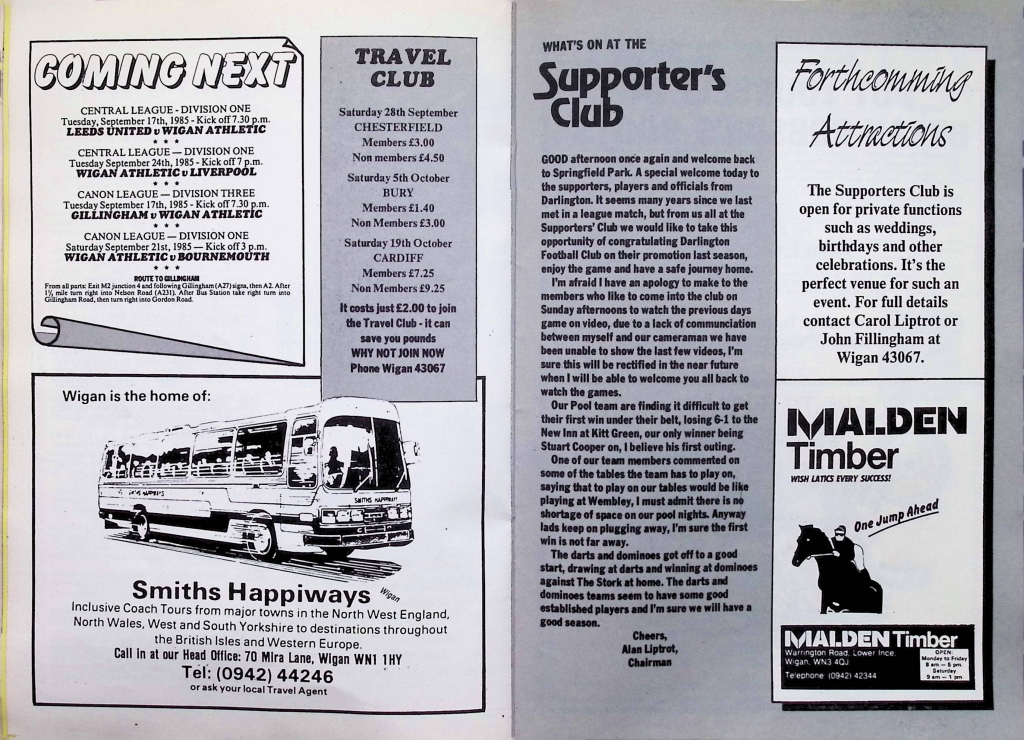 COMING NEXT
CENTRAL LEAGUE - DIVISION ONE
Tuesday, September 17th, 1985 - Kick off 7.30 p.m.
LEEDS UNITED v WIGAN ATHLETIC
* * *
CENTRAL LEAGUE — DIVISION ONE
Tuesday September 24th, 1985 - Kick off 7 p.m.
WIGAN ATHLETIC v LIVERPOOL
* * *
CANON LEAGUE — DIVISION THREE
Tuesday September 17th, 1985 - Kick off 7.30 p.m.
GILLINGHAM v WIGAN ATHLETIC
* * *
CANON LEAGUE — DIVISION ONE
Saturday September 21st, 1985 — Kick off 3 p.m.
WIGAN ATHLETIC v BOURNEMOUTH
* * *
ROUTE TO GILLINGHAM
From all parts: Exit M2 junction 4 and following Gillingham (A27) signs, then A2. After
1½ mile turn right into Nelson Road (A231). After Bus Station take right turn into
Gillingham Road, then turn right into Gordon Road.
TRAVEL
CLUB
Saturday 28th September
CHESTERFIELD
Members £3.00
Non members £4.50
Saturday 5th October
BURY
Members £1.40
Non Members £3.00
Saturday 19th October
CARDIFF
Members £7.25
Non Members £9.25
It costs just £2.00 to join
the Travel Club - it can
save you pounds
WHY NOT JOIN NOW
Phone Wigan 43067
Wigan is the home of:
SMITHS HAPPIWAYS
SMITHS HAPPIWAYS
Smiths Happiways Wigan
Inclusive Coach Tours from major towns in the North West England,
North Wales, West and South Yorkshire to destinations throughout
the British Isles and Western Europe.
Call in at our Head Office: 70 Mira Lane, Wigan WN1 1HY
Tel: (0942) 44246
or ask your local Travel Agent
WHAT'S ON AT THE
Supporter's
Club
GOOD afternoon once again and welcome back
to Springfield Park. A special welcome today to
the supporters, players and officials from
Darlington. It seems many years since we last
met in a league match, but from us all at the
Supporters' Club we would like to take this
opportunity of congratulating Darlington
Football Club on their promotion last season,
enjoy the game and have a safe journey home.
I'm afraid I have an apology to make to the
members who like to come into the club on
Sunday afternoons to watch the previous days
game on video, due to a lack of communciation
between myself and our cameraman we have
been unable to show the last few videos, I'm
sure this will be rectified in the near future
when I will be able to welcome you all back to
watch the games.
Our Pool team are finding it difficult to get
their first win under their belt, losing 6-1 to the
New Inn at Kitt Green, our only winner being
Stuart Cooper on, I believe his first outing.
One of our team members commented on
some of the tables the team has to play on,
saying that to play on our tables would be like
playing at Wembley, I must admit there is no
shortage of space on our pool nights. Anyway
lads keep on plugging away, I'm sure the first
win is not far away.
The darts and dominoes got off to a good
start, drawing at darts and winning at dominoes
against The Stork at home. The darts and
dominoes teams seem to have some good
established players and I'm sure we will have a
good season.
Cheers,
Alan Liptrot,
Chairman
Forthcomming
Attractions
The Supporters Club is
open for private functions
such as weddings,
birthdays and other
celebrations. It's the
perfect venue for such an
event. For full details
contact Carol Liptrot or
John Fillingham at
Wigan 43067.
MALDEN
Timber
WISH LATICS EVERY SUCCESS!
One Jump Ahead
MALDEN Timber
Warrington Road, Lower Ince,
Wigan, WN3 4QJ
Telephone (0942) 42344
OPEN:
Monday to Friday
8 am — 5 pm
Saturday
9 am — 1 pm